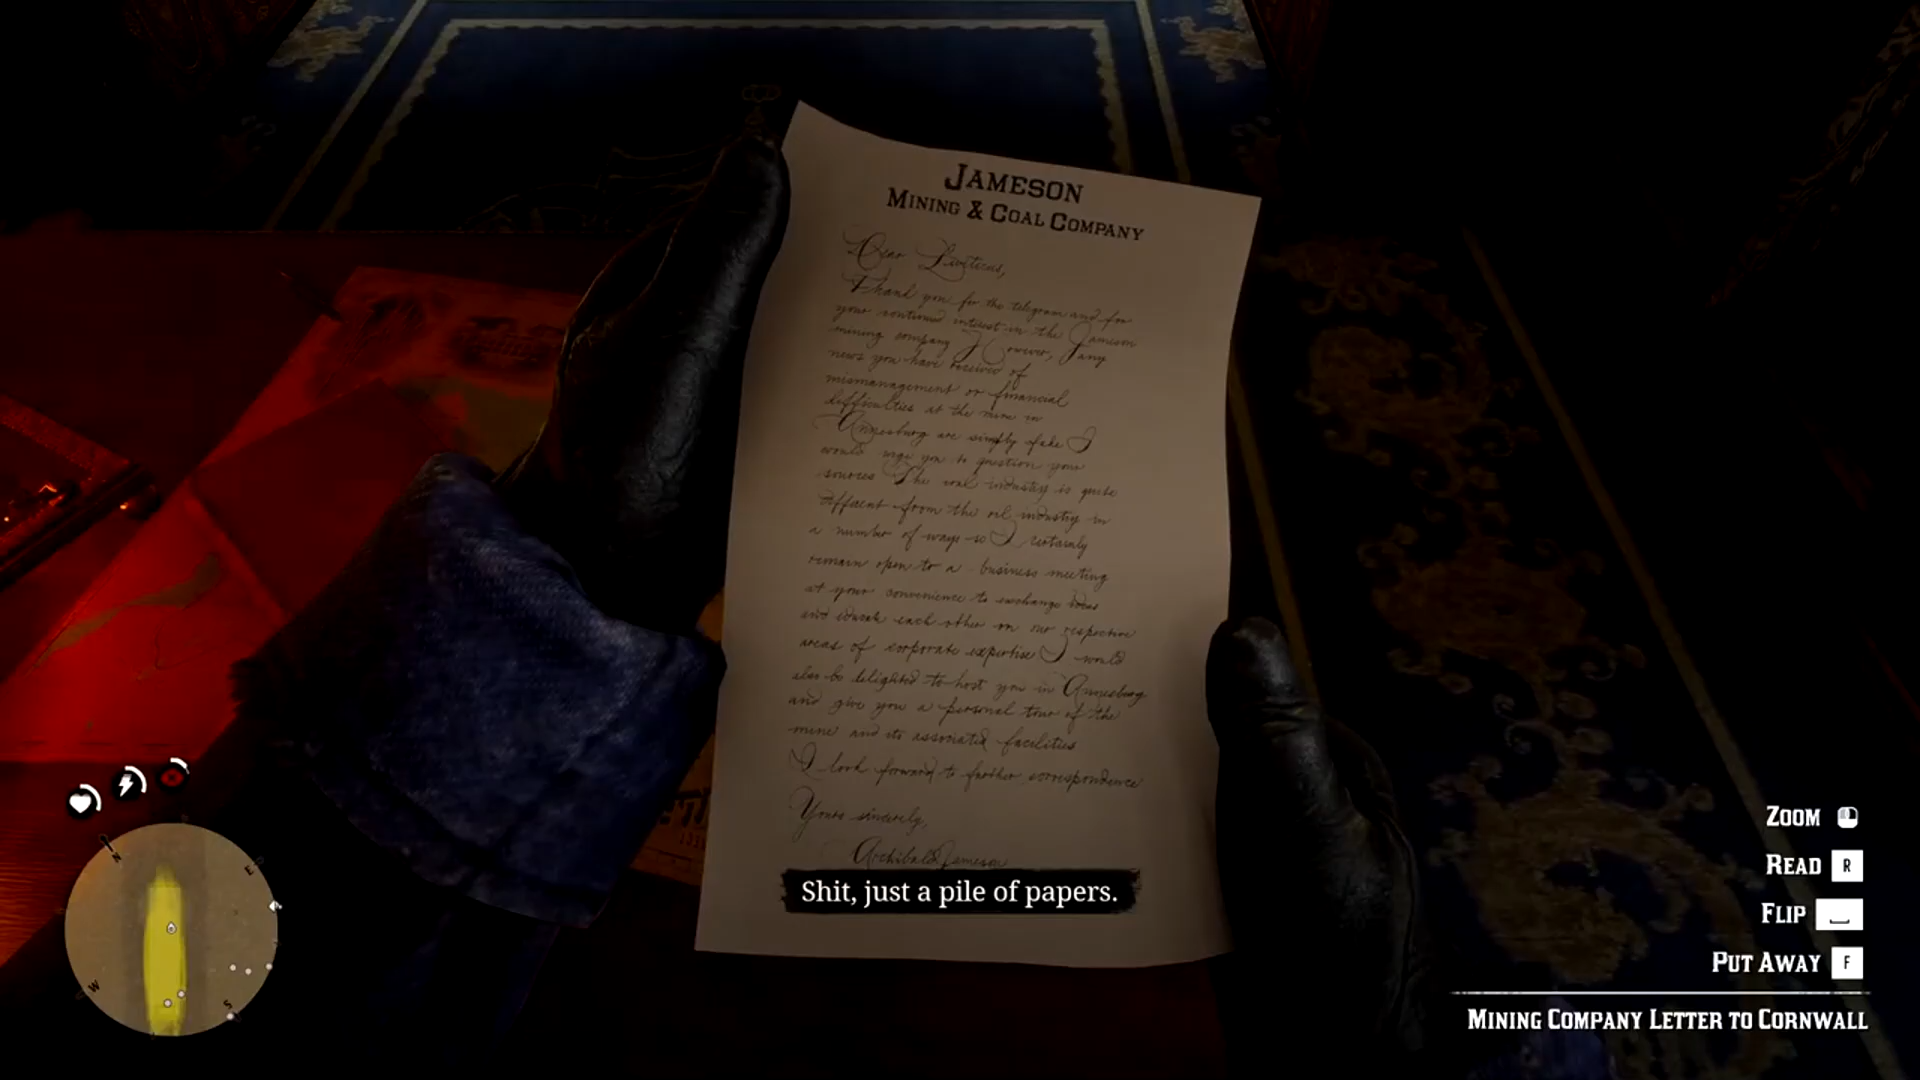 JAMESON
MINING & COAL COMPANY
Dear Leviticus,
Thank you for the telegram and for
your continued interest in the Jameson
mining company However, I any
news you have received of
mismanagement or financial
difficulties at the mine in
Annesburg are simply fake I
would urge you to question your
sources The coal industry is quite
different from the oil industry in
a number of ways so I certainly
remain open to a business meeting
at your convenience to exchange ideas
and educate each other on our respective
areas of corporate expertise I would
also be delighted to host you in Annesburg
and give you a personal tour of the
mine and its associated facilities
I look forward to further correspondence
Yours sincerely,
Archibald Jameson
Shit, just a pile of papers.
N
E
W
S
ZOOM
READ R
FLIP
PUT AWAY F
MINING COMPANY LETTER TO CORNWALL